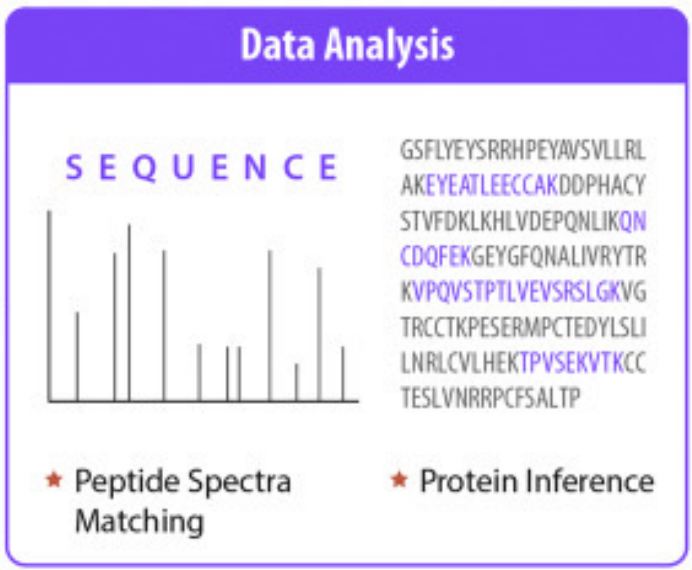 Data Analysis
SEQUENCE
GSFLYEYSRRHPEYAVSVLLRL
AKEYEATLEECCAKDDPHACY
STVFDKLKHLVDEPQNLIKQN
CDQFEKGEYGFQNALIVRYTR
KVPQVSTPTLVEVSRSLGKVG
TRCCTKPESERMPCTEDYLSLI
LNRLCVLHEKTPVSEKVTKCC
TESLVNRRPCFSALTP
Peptide Spectra
Matching
Protein Inference